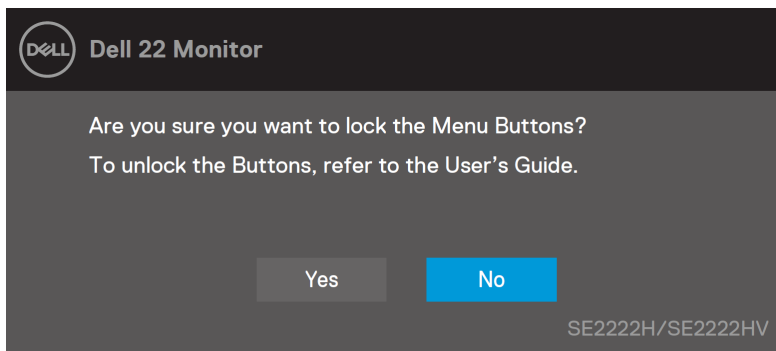 DELL Dell 22 Monitor
Are you sure you want to lock the Menu Buttons?
To unlock the Buttons, refer to the User’s Guide.
Yes No
SE2222H/SE2222HV